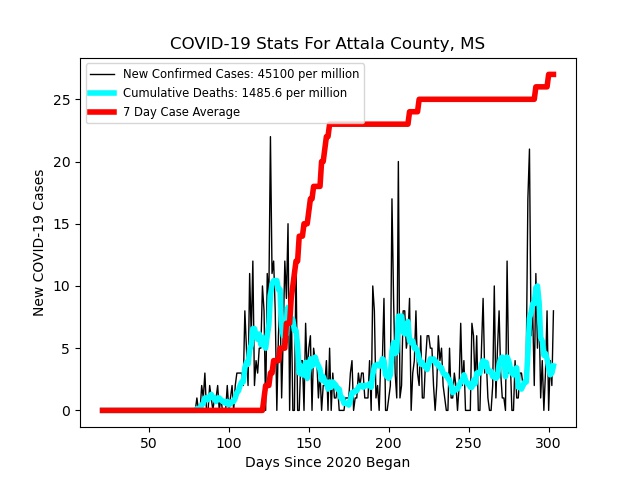 COVID-19 Stats For Attala County, MS
New Confirmed Cases: 45100 per million
Cumulative Deaths: 1485.6 per million
7 Day Case Average
25
20
15
10
5
0
New COVID-19 Cases
50 100 150 200 250 300
Days Since 2020 Began